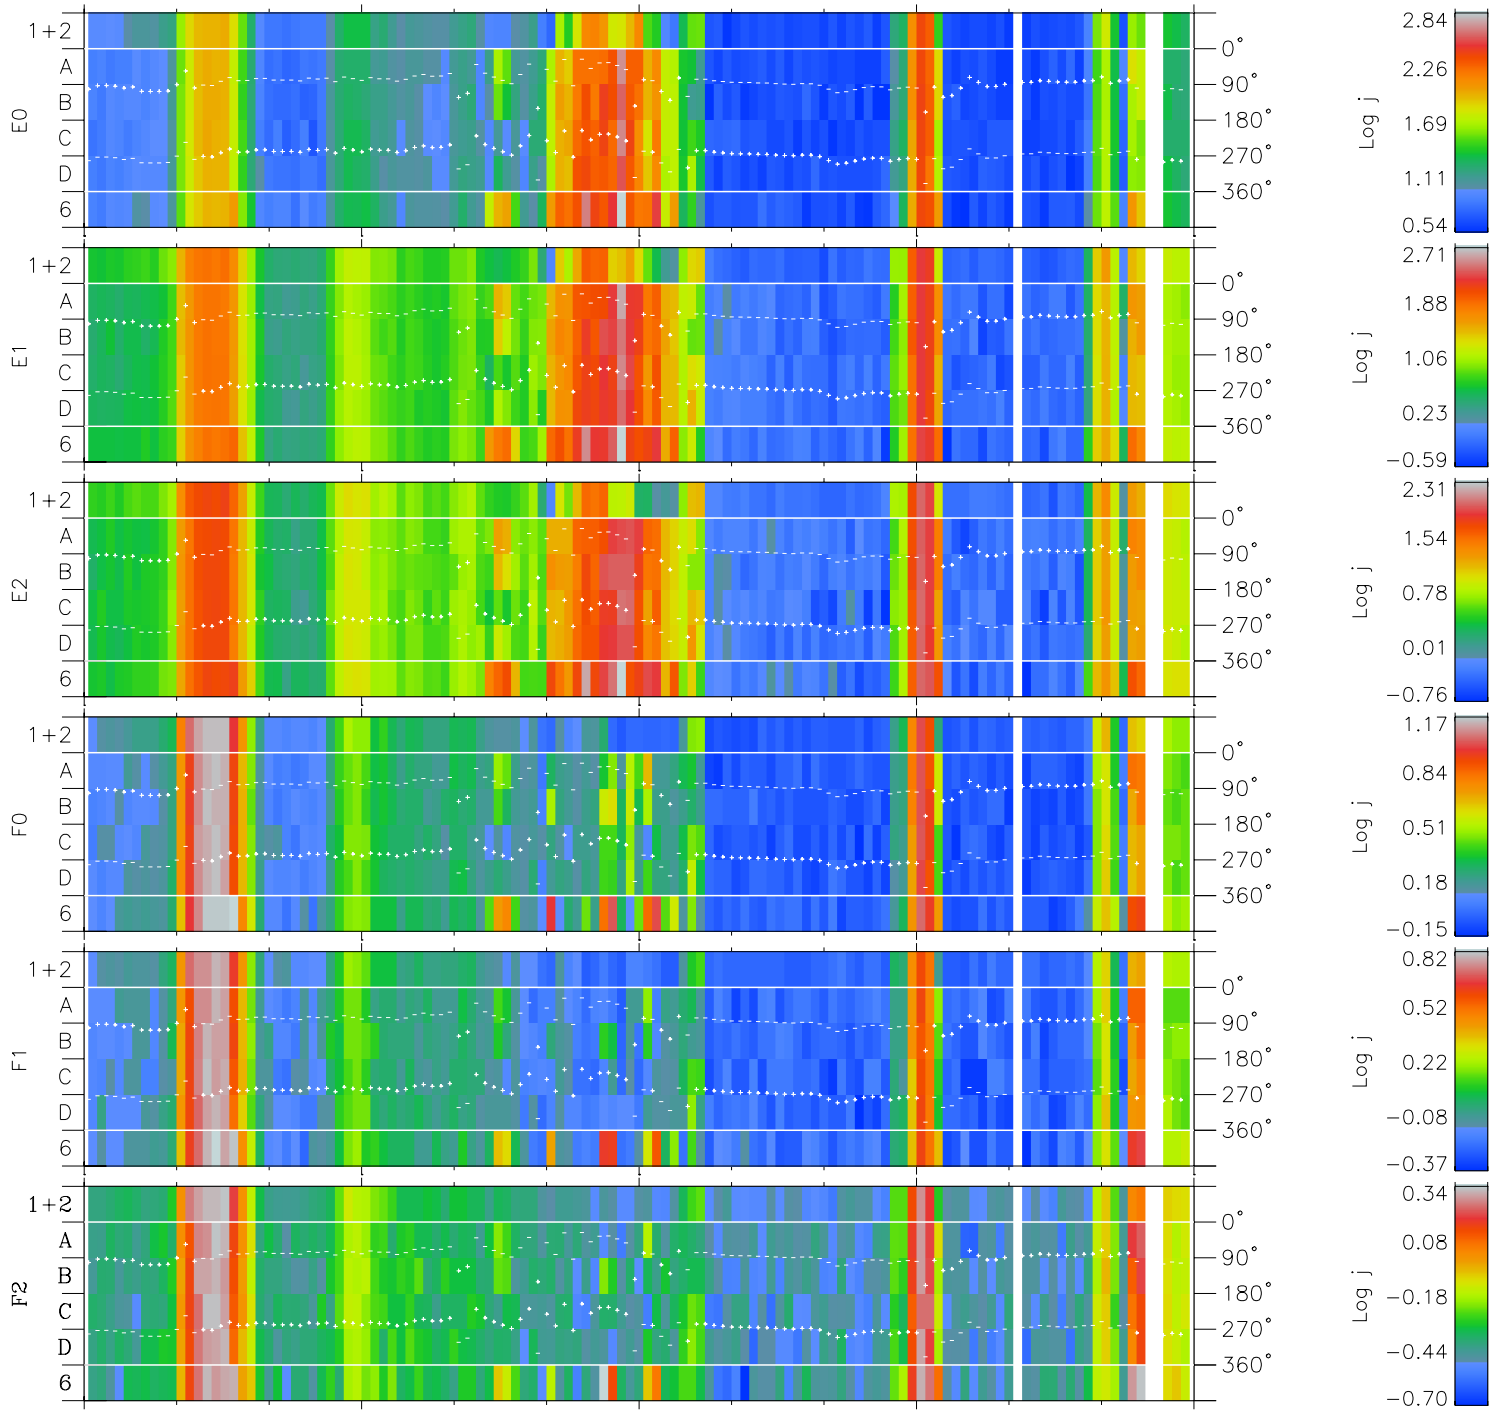 E0
1+2
A
B
C
D
6
0°
90°
180°
270°
360°
Log j
2.84
2.26
1.69
1.11
0.54
E1
1+2
A
B
C
D
6
0°
90°
180°
270°
360°
Log j
2.71
1.88
1.06
0.23
−0.59
E2
1+2
A
B
C
D
6
0°
90°
180°
270°
360°
Log j
2.31
1.54
0.78
0.01
−0.76
F0
1+2
A
B
C
D
6
0°
90°
180°
270°
360°
Log j
1.17
0.84
0.51
0.18
−0.15
F1
1+2
A
B
C
D
6
0°
90°
180°
270°
360°
Log j
0.82
0.52
0.22
−0.08
−0.37
F2
1+2
A
B
C
D
6
0°
90°
180°
270°
360°
Log j
0.34
0.08
−0.18
−0.44
−0.70